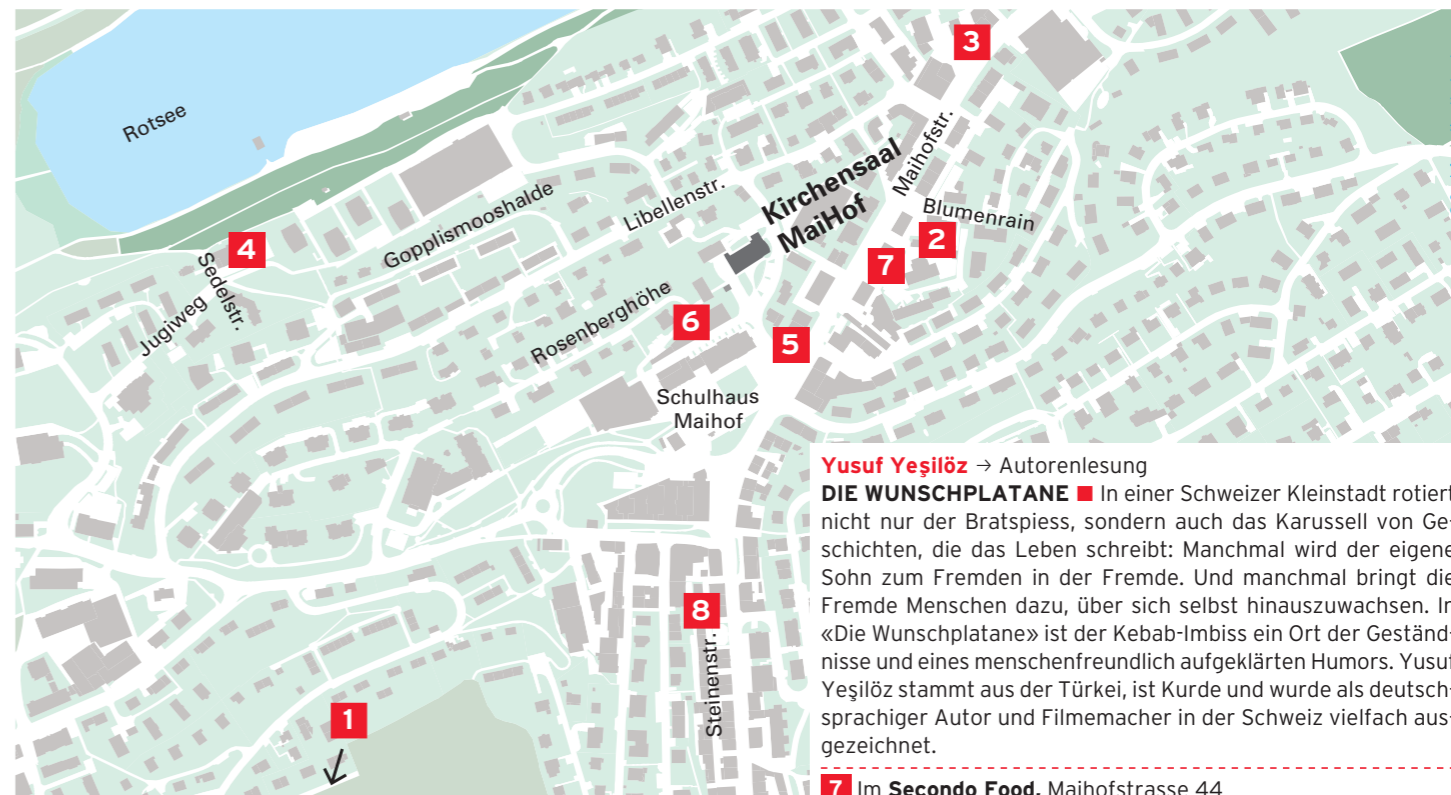 3
Rotsee
Kirchensaal
MaiHof
Maihofstr.
Libellenstr.
Gopplismooshalde
Blumenrain
2
4
7
Sedelstr.
Jugiweg
Rosenberghöhe
6
5
Schulhaus
Maihof
8
Steinenstr.
1
Yusuf Yeşilöz → Autorenlesung
DIE WUNSCHPLATANE ■ In einer Schweizer Kleinstadt rotiert
nicht nur der Bratspiess, sondern auch das Karussell von Ge-
schichten, die das Leben schreibt: Manchmal wird der eigene
Sohn zum Fremden in der Fremde. Und manchmal bringt die
Fremde Menschen dazu, über sich selbst hinauszuwachsen. In
«Die Wunschplatane» ist der Kebab-Imbiss ein Ort der Geständ-
nisse und eines menschenfreundlich aufgeklärten Humors. Yusuf
Yeşilöz stammt aus der Türkei, ist Kurde und wurde als deutsch-
sprachiger Autor und Filmemacher in der Schweiz vielfach aus-
gezeichnet.
7 Im Secondo Food, Maihofstrasse 44